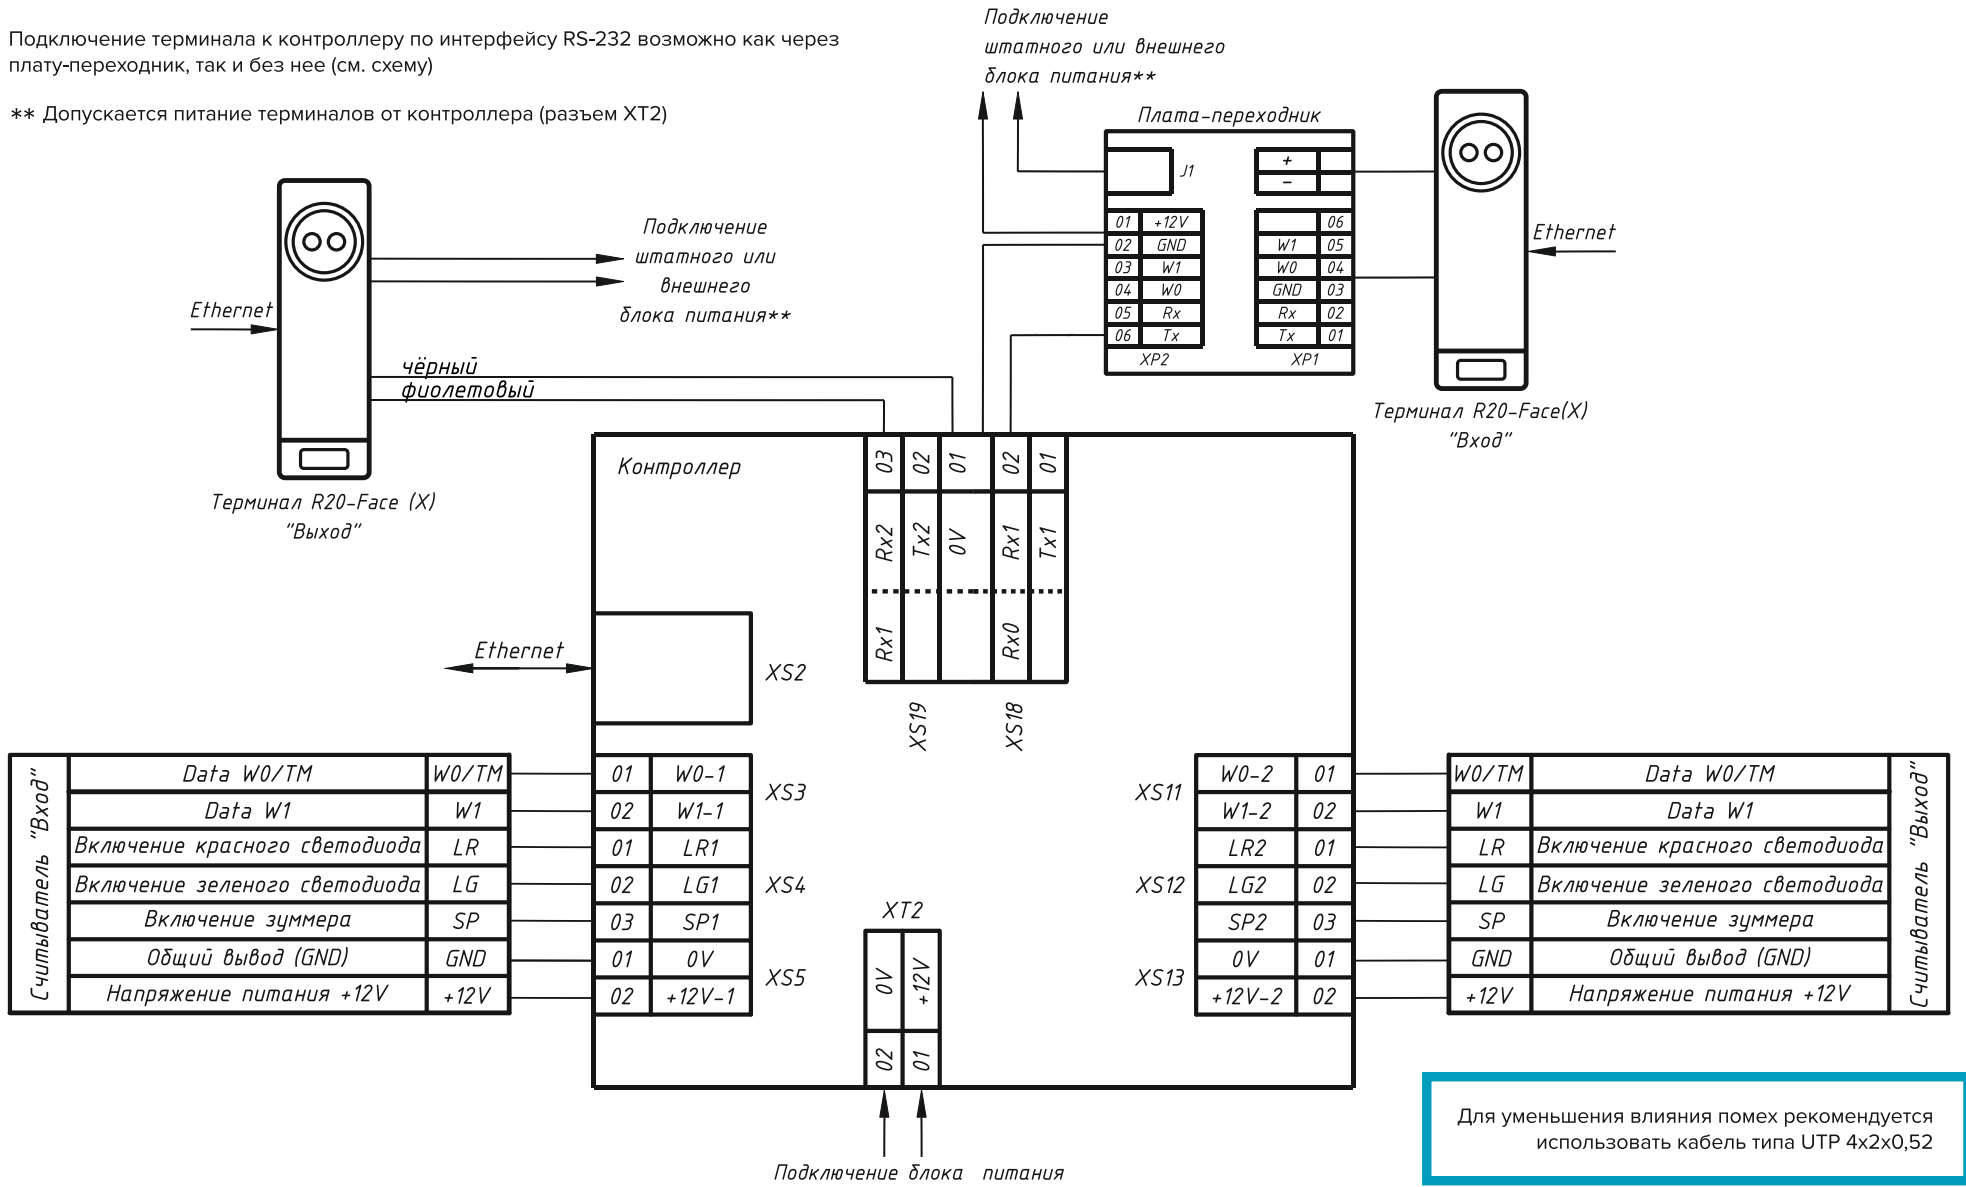 Подключение терминала к контроллеру по интерфейсу RS-232 возможно как через
плату-переходник, так и без нее (см. схему)
** Допускается питание терминалов от контроллера (разъем XT2)
Подключение
штатного или внешнего
блока питания**
Плата-переходник
J1
+
-
01 +12V
02 GND
03 W1
04 W0
05 Rx
06 Tx
XP2
06
W1 05
W0 04
GND 03
Rx 02
Tx 01
XP1
Ethernet
Терминал R20-Face(X)
"Вход"
Подключение
штатного или
внешнего
блока питания**
Ethernet
чёрный
фиолетовый
Терминал R20-Face (X)
"Выход"
Контроллер
03 02 01 02 01
Rx2 Tx2 0V Rx1 Tx1
Rx1 Rx0
XS19 XS18
Ethernet
XS2
Считыватель "Вход"
Data W0/TM W0/TM 01 W0-1
Data W1 W1 02 W1-1
XS3
Включение красного светодиода LR 01 LR1
Включение зеленого светодиода LG 02 LG1
Включение зуммера SP 03 SP1
XS4
Общий вывод (GND) GND 01 0V
Напряжение питания +12V +12V 02 +12V-1
XS5
XT2
0V +12V
02 01
Подключение блока питания
XS11
W0-2 01 W0/TM Data W0/TM
W1-2 02 W1 Data W1
XS12
LR2 01 LR Включение красного светодиода
LG2 02 LG Включение зеленого светодиода
SP2 03 SP Включение зуммера
XS13
0V 01 GND Общий вывод (GND)
+12V-2 02 +12V Напряжение питания +12V
Считыватель "Выход"
Для уменьшения влияния помех рекомендуется
использовать кабель типа UTP 4x2x0,52